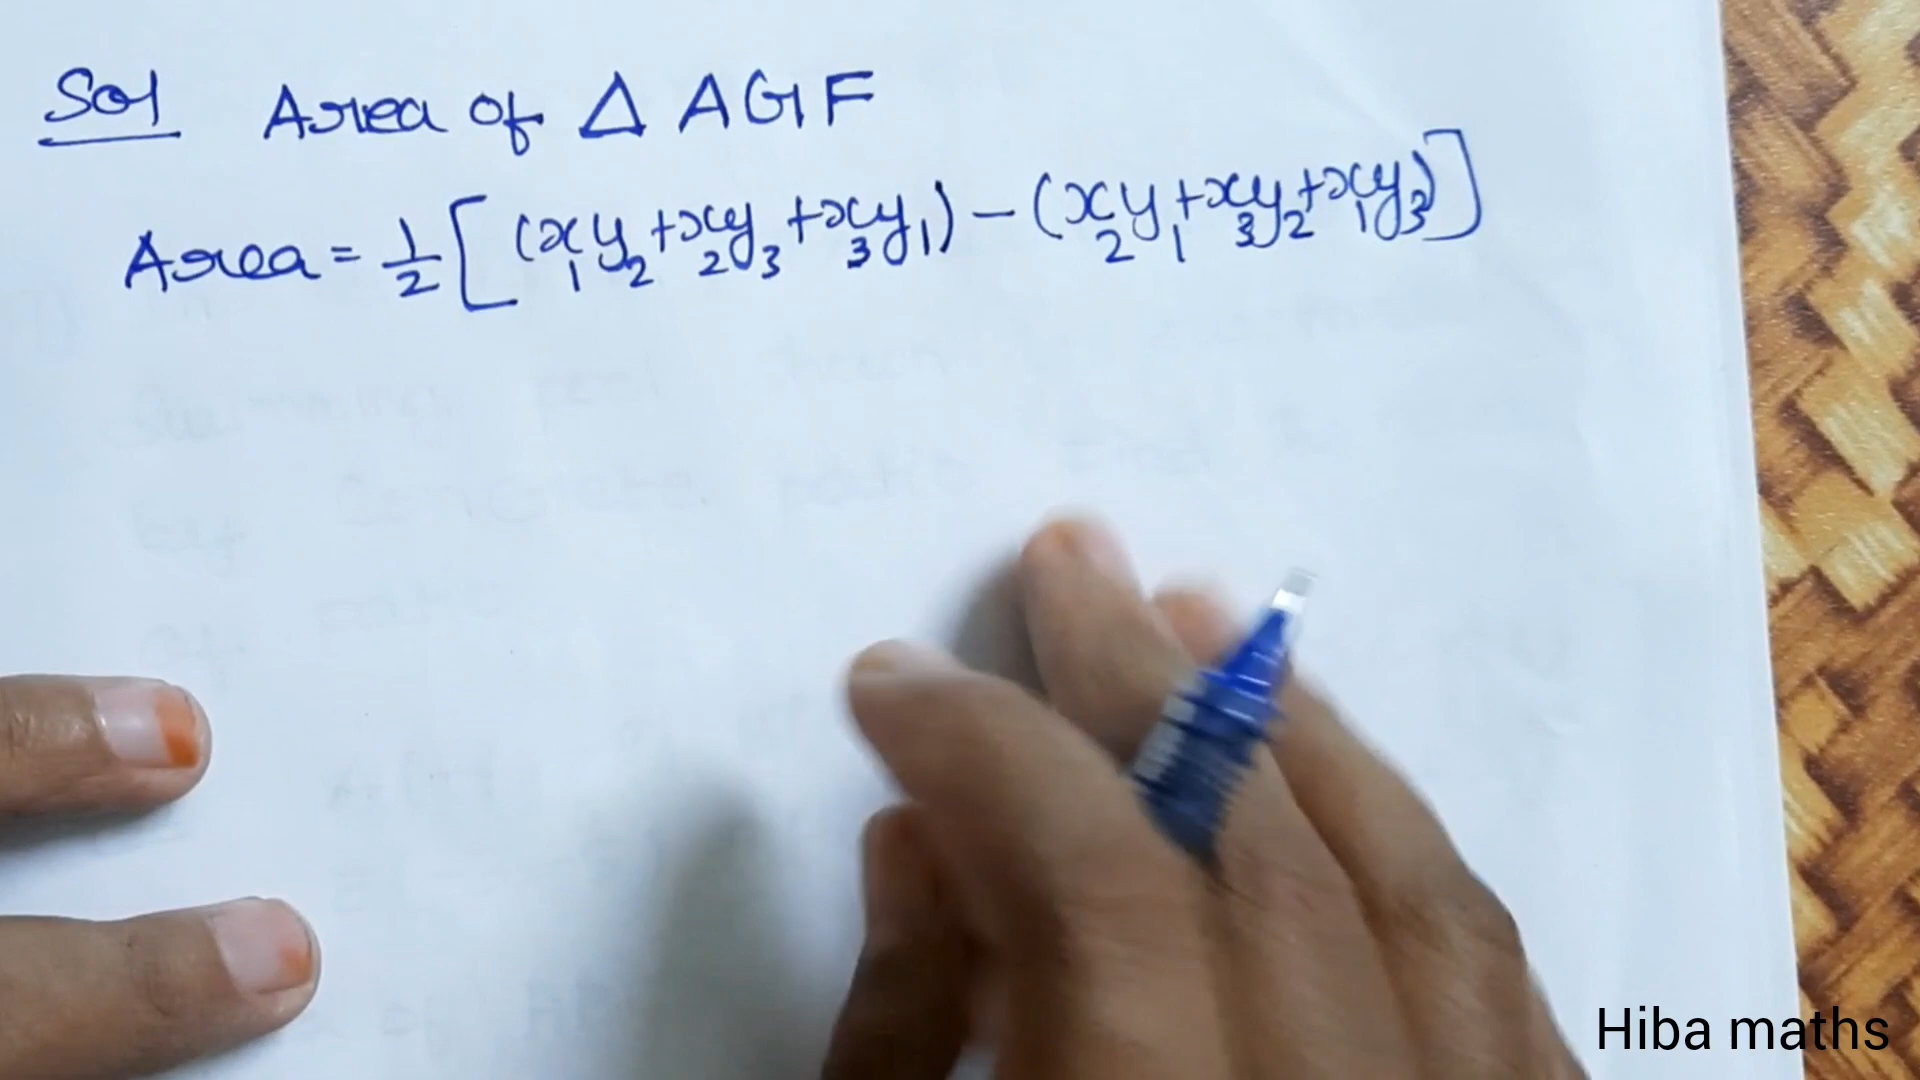 Sol Area of Δ AGF
Area = 1/2 [(x₁y₂+x₂y₃+x₃y₁) - (x₂y₁+x₃y₂+x₁y₃)]
Hiba maths